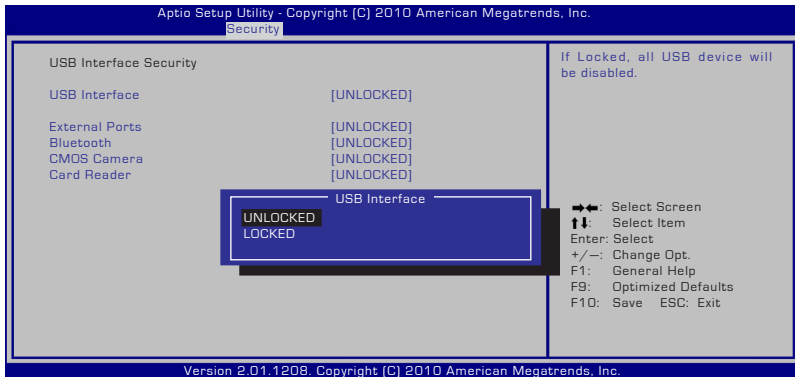 Aptio Setup Utility - Copyright (C) 2010 American Megatrends, Inc.
Security
USB Interface Security
USB Interface [UNLOCKED]
External Ports [UNLOCKED]
Bluetooth [UNLOCKED]
CMOS Camera [UNLOCKED]
Card Reader [UNLOCKED]
USB Interface
UNLOCKED
LOCKED
If Locked, all USB device will
be disabled.
→←: Select Screen
↑↓: Select Item
Enter: Select
+/—: Change Opt.
F1: General Help
F9: Optimized Defaults
F10: Save ESC: Exit
Version 2.01.1208. Copyright (C) 2010 American Megatrends, Inc.